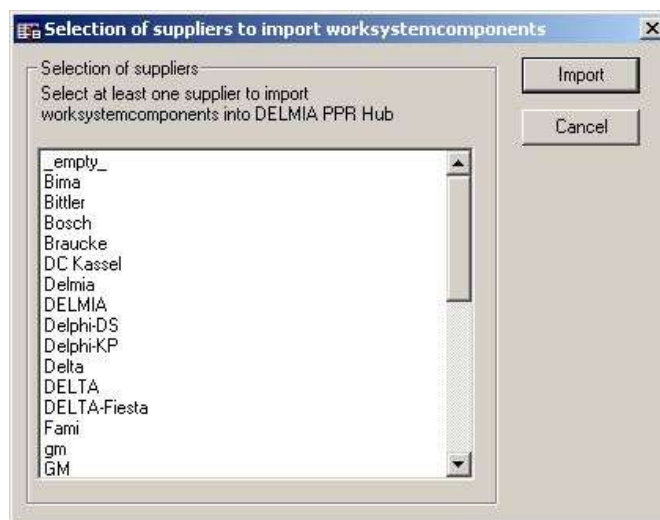 Selection of suppliers to import worksystemcomponents
Selection of suppliers
Select at least one supplier to import
worksystemcomponents into DELMIA PPR Hub
Import
Cancel
_empty_
Bima
Bittler
Bosch
Braucke
DC Kassel
Delmia
DELMIA
Delphi-DS
Delphi-KP
Delta
DELTA
DELTA-Fiesta
Fami
gm
GM